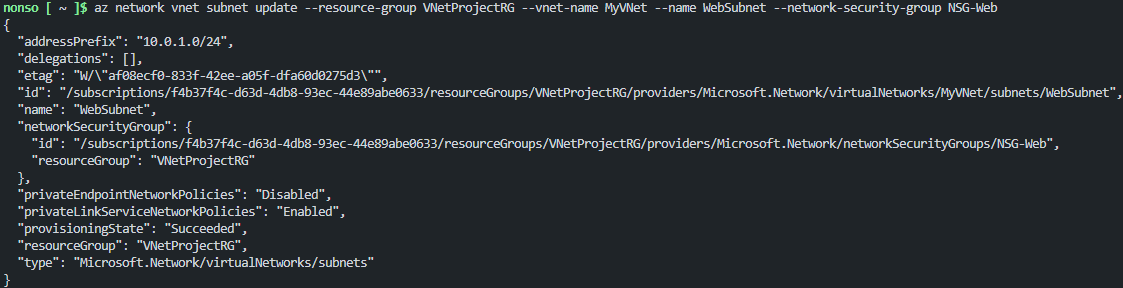 nonso [ ~ ]$ az network vnet subnet update --resource-group VNetProjectRG --vnet-name MyVNet --name WebSubnet --network-security-group NSG-Web
{
  "addressPrefix": "10.0.1.0/24",
  "delegations": [],
  "etag": "W/\"af08ecf0-833f-42ee-a05f-dfa60d0275d3\"",
  "id": "/subscriptions/f4b37f4c-d63d-4db8-93ec-44e89abe0633/resourceGroups/VNetProjectRG/providers/Microsoft.Network/virtualNetworks/MyVNet/subnets/WebSubnet",
  "name": "WebSubnet",
  "networkSecurityGroup": {
    "id": "/subscriptions/f4b37f4c-d63d-4db8-93ec-44e89abe0633/resourceGroups/VNetProjectRG/providers/Microsoft.Network/networkSecurityGroups/NSG-Web",
    "resourceGroup": "VNetProjectRG"
  },
  "privateEndpointNetworkPolicies": "Disabled",
  "privateLinkServiceNetworkPolicies": "Enabled",
  "provisioningState": "Succeeded",
  "resourceGroup": "VNetProjectRG",
  "type": "Microsoft.Network/virtualNetworks/subnets"
}